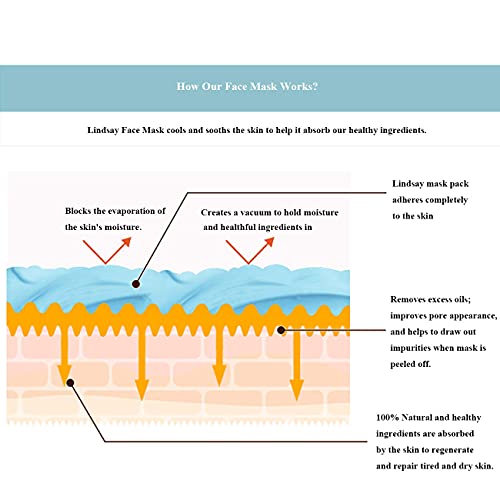 How Our Face Mask Works?
Lindsay Face Mask cools and sooths the skin to help it absorb our healthy ingredients.
Lindsay mask pack
adheres completely
to the skin
Blocks the evaporation of
the skin's moisture.
Creates a vacuum to hold moisture
and healthful ingredients in
Removes excess oils;
improves pore appearance,
and helps to draw out
impurities when mask is
peeled off.
100% Natural and healthy
ingredients are absorbed
by the skin to regenerate
and repair tired and dry skin.